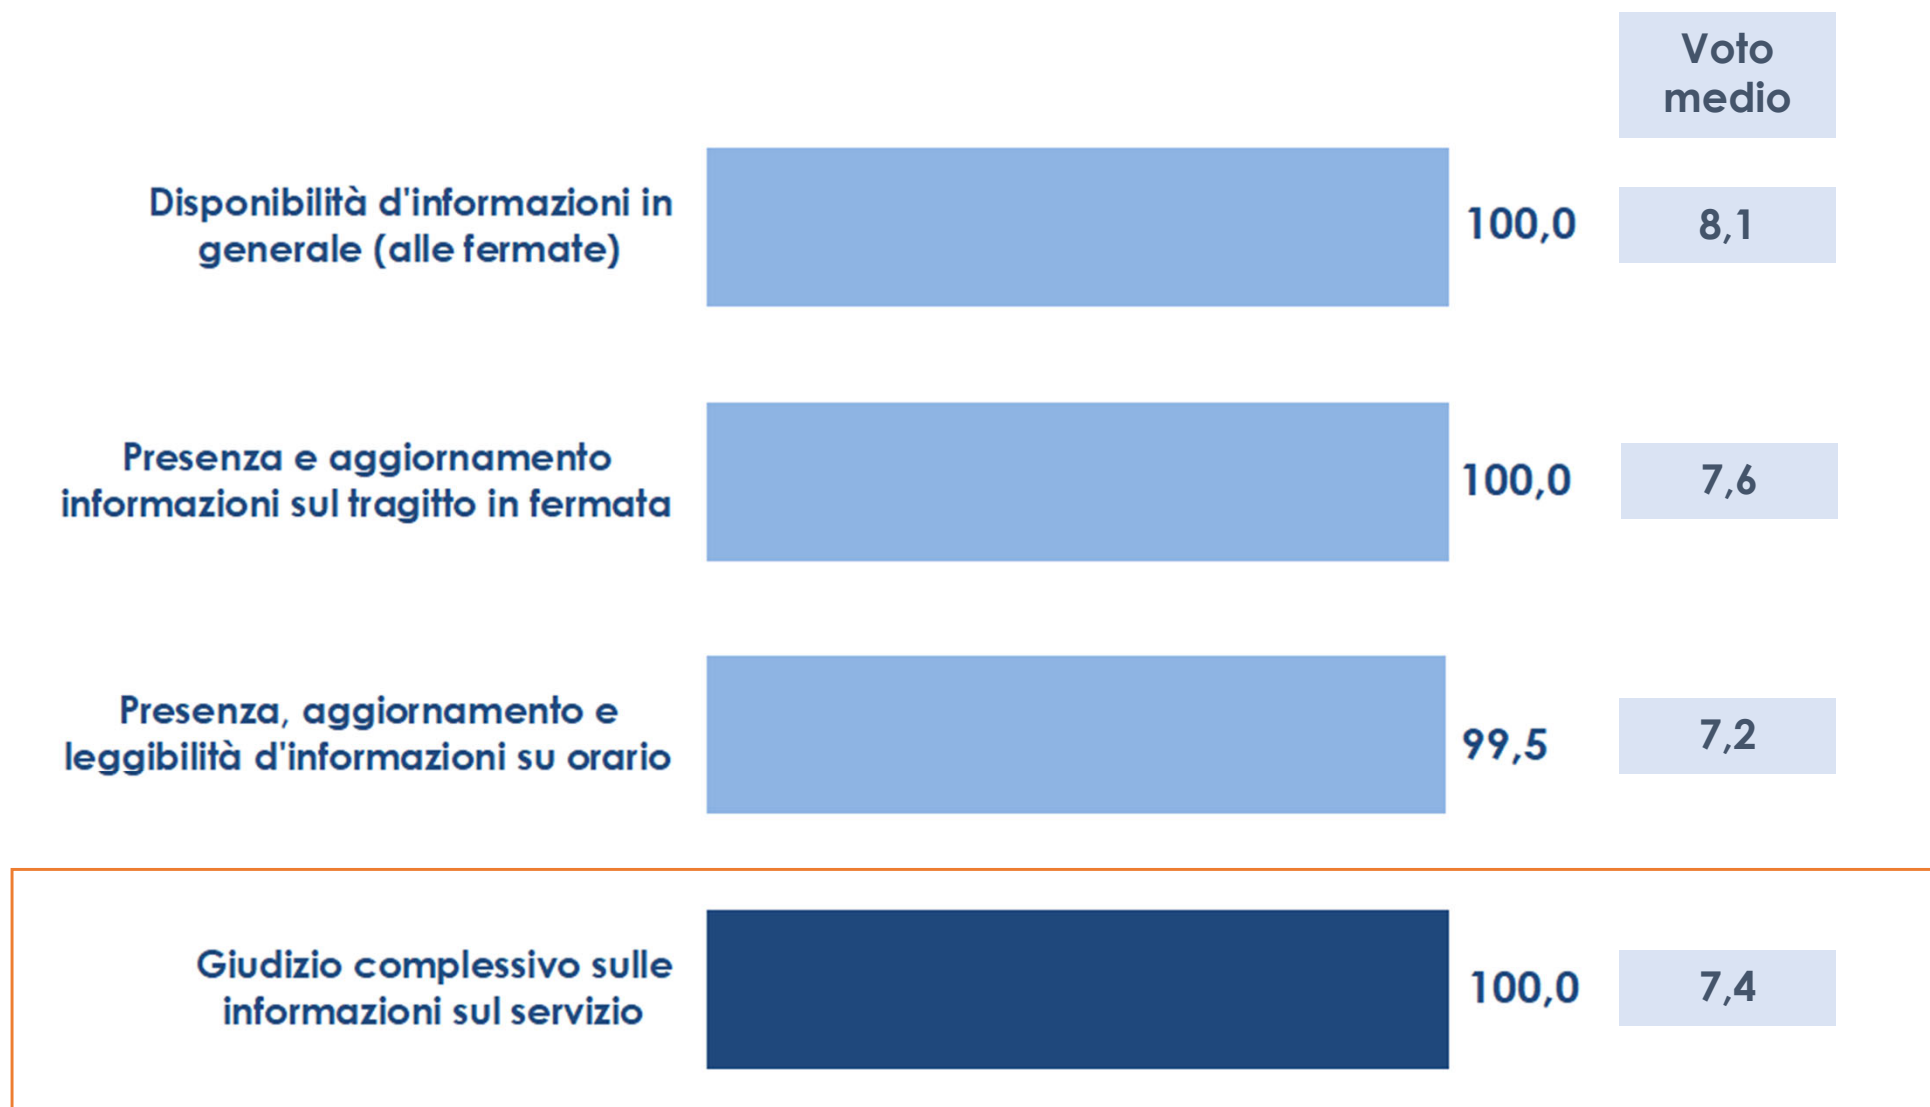 Voto
medio
Disponibilità d'informazioni in
generale (alle fermate)
100,0
8,1
Presenza e aggiornamento
informazioni sul tragitto in fermata
100,0
7,6
Presenza, aggiornamento e
leggibilità d'informazioni su orario
99,5
7,2
Giudizio complessivo sulle
informazioni sul servizio
100,0
7,4